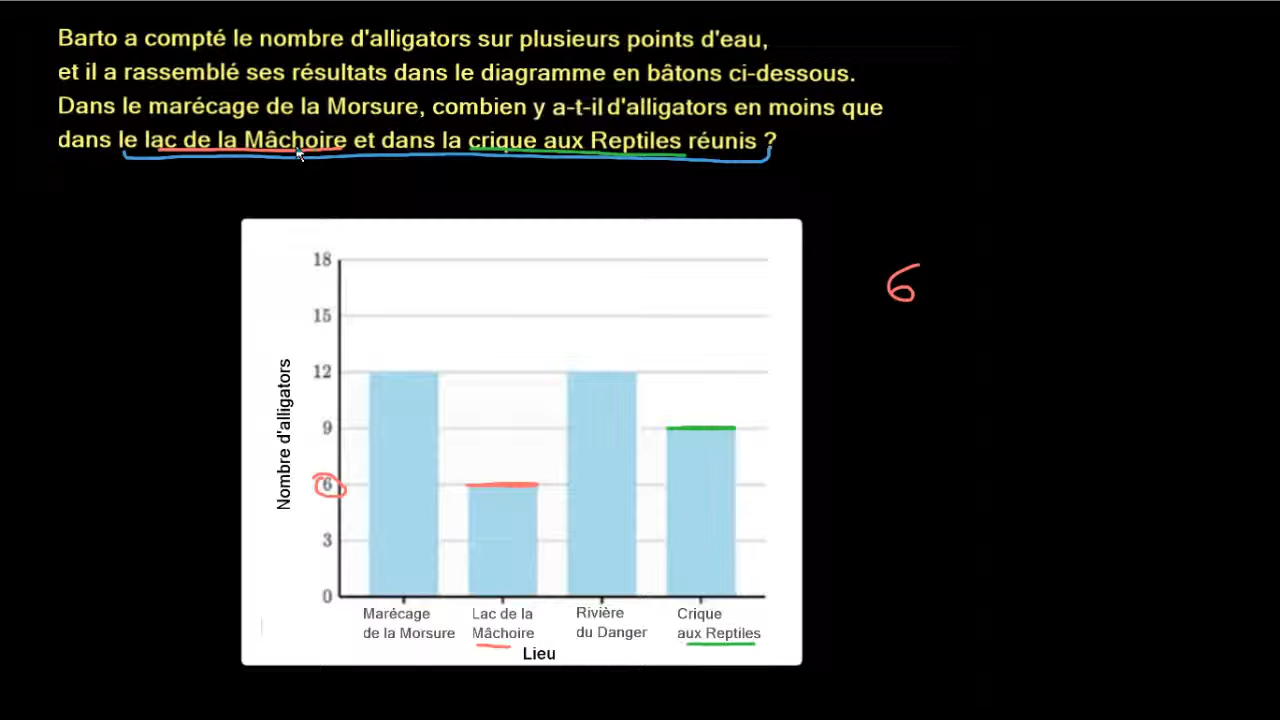 Barto a compté le nombre d'alligators sur plusieurs points d'eau,
et il a rassemblé ses résultats dans le diagramme en bâtons ci-dessous.
Dans le marécage de la Morsure, combien y a-t-il d'alligators en moins que
dans le lac de la Mâchoire et dans la crique aux Reptiles réunis ?
18
15
12
9
6
3
0
Nombre d'alligators
Marécage
de la Morsure
Lac de la
Mâchoire
Rivière
du Danger
Crique
aux Reptiles
Lieu
6